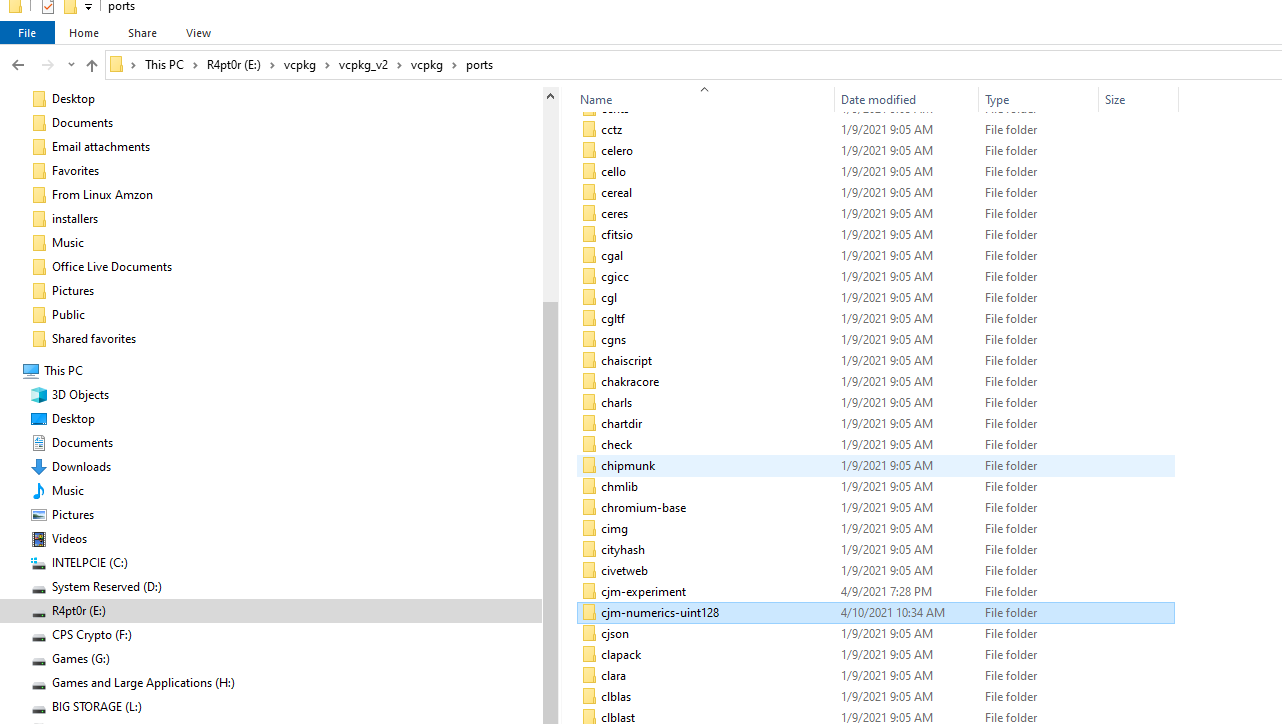 ports
File Home Share View
This PC > R4pt0r (E:) > vcpkg > vcpkg_v2 > vcpkg > ports
Desktop
Documents
Email attachments
Favorites
From Linux Amzon
installers
Music
Office Live Documents
Pictures
Public
Shared favorites
This PC
3D Objects
Desktop
Documents
Downloads
Music
Pictures
Videos
INTELPCIE (C:)
System Reserved (D:)
R4pt0r (E:)
CPS Crypto (F:)
Games (G:)
Games and Large Applications (H:)
BIG STORAGE (L:)
Name Date modified Type Size
cctz 1/9/2021 9:05 AM File folder
celero 1/9/2021 9:05 AM File folder
cello 1/9/2021 9:05 AM File folder
cereal 1/9/2021 9:05 AM File folder
ceres 1/9/2021 9:05 AM File folder
cfitsio 1/9/2021 9:05 AM File folder
cgal 1/9/2021 9:05 AM File folder
cgicc 1/9/2021 9:05 AM File folder
cgl 1/9/2021 9:05 AM File folder
cgltf 1/9/2021 9:05 AM File folder
cgns 1/9/2021 9:05 AM File folder
chaiscript 1/9/2021 9:05 AM File folder
chakracore 1/9/2021 9:05 AM File folder
charls 1/9/2021 9:05 AM File folder
chartdir 1/9/2021 9:05 AM File folder
check 1/9/2021 9:05 AM File folder
chipmunk 1/9/2021 9:05 AM File folder
chmlib 1/9/2021 9:05 AM File folder
chromium-base 1/9/2021 9:05 AM File folder
cimg 1/9/2021 9:05 AM File folder
cityhash 1/9/2021 9:05 AM File folder
civetweb 1/9/2021 9:05 AM File folder
cjm-experiment 4/9/2021 7:28 PM File folder
cjm-numerics-uint128 4/10/2021 10:34 AM File folder
cjson 1/9/2021 9:05 AM File folder
clapack 1/9/2021 9:05 AM File folder
clara 1/9/2021 9:05 AM File folder
clblas 1/9/2021 9:05 AM File folder
clblast 1/9/2021 9:05 AM File folder